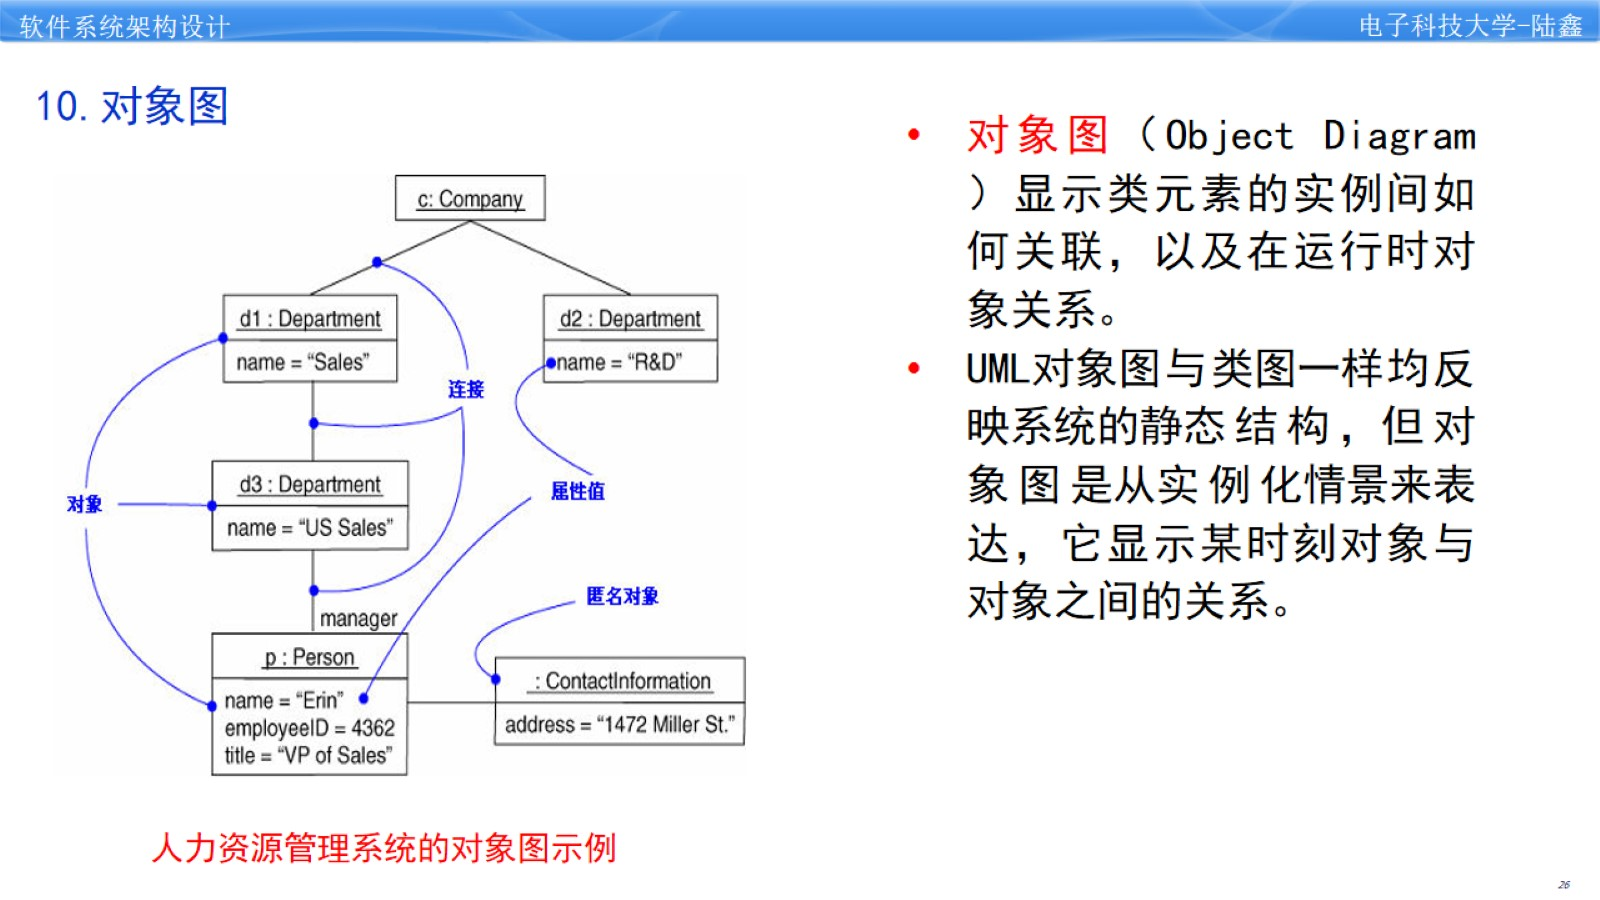 软件系统架构设计
电子科技大学-陆鑫
10.对象图
c: Company
d1 : Department
name = “Sales”
d2 : Department
name = “R&D”
连接
d3 : Department
name = “US Sales”
对象
属性值
匿名对象
manager
p : Person
name = “Erin”
employeeID = 4362
title = “VP of Sales”
: ContactInformation
address = “1472 Miller St.”
人力资源管理系统的对象图示例
• 对象图（Object Diagram
）显示类元素的实例间如
何关联，以及在运行时对
象关系。
• UML对象图与类图一样均反
映系统的静态结构，但对
象图是从实例化情景来表
达，它显示某时刻对象与
对象之间的关系。
26